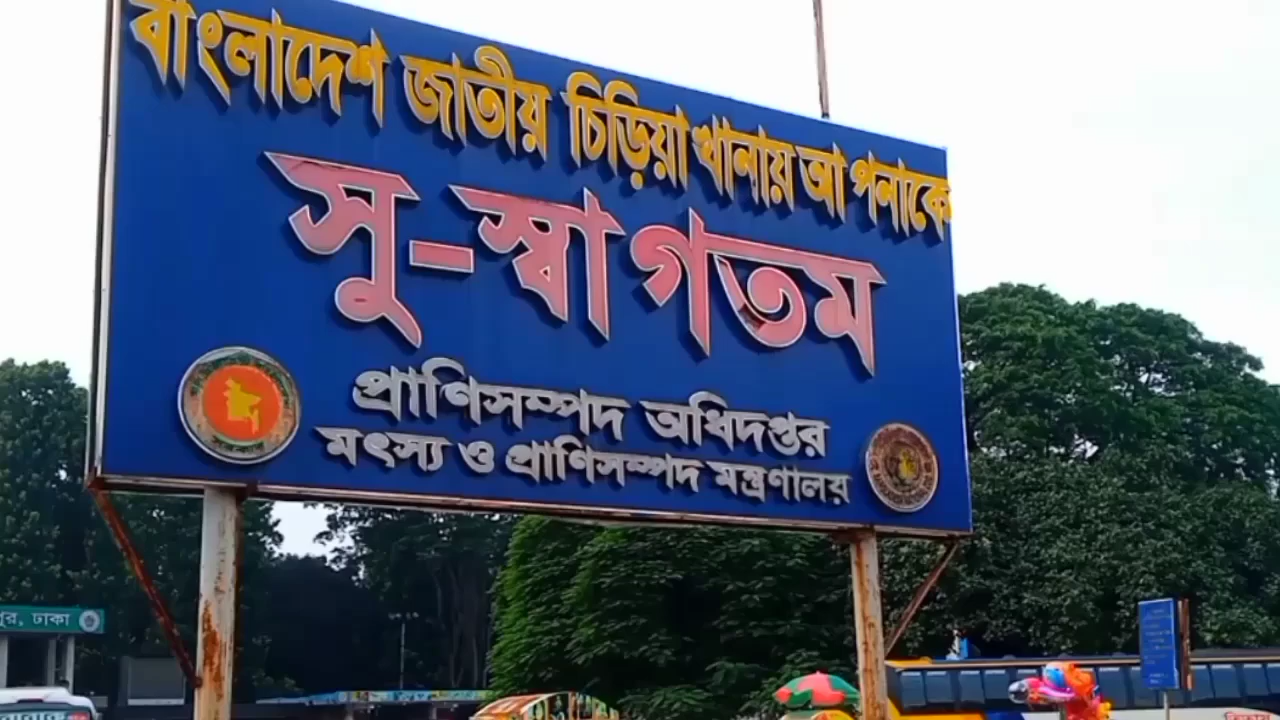 বাংলাদেশ জাতীয় চিড়িয়াখানায় আপনাকে
সু-স্বাগতম
প্রাণিসম্পদ অধিদপ্তর
মৎস্য ও প্রাণিসম্পদ মন্ত্রণালয়
ঢাকা